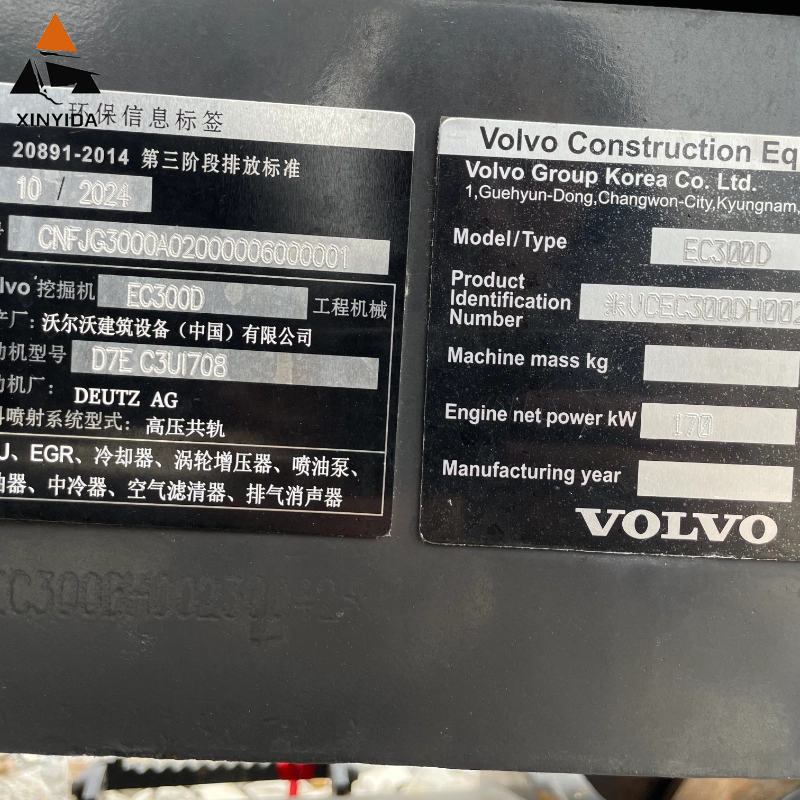 XINYIDA
环保信息标签
20891-2014 第三阶段排放标准
10 / 2024
CNFJG3000A02000006000001
lvo 挖掘机 EC300D 工程机械
产厂: 沃尔沃建筑设备（中国）有限公司
动机型号 D7E C3U1708
动机厂: DEUTZ AG
喷射系统型式: 高压共轨
U、EGR、冷却器、涡轮增压器、喷油泵、
油器、中冷器、空气滤清器、排气消声器
Volvo Construction Eq
Volvo Group Korea Co. Ltd.
1,Guehyun-Dong,Changwon-City,Kyungnam,
Model/Type EC300D
Product
Identification
Number
*VCEC300DH002
Machine mass kg
Engine net power kW 170
Manufacturing year
VOLVO